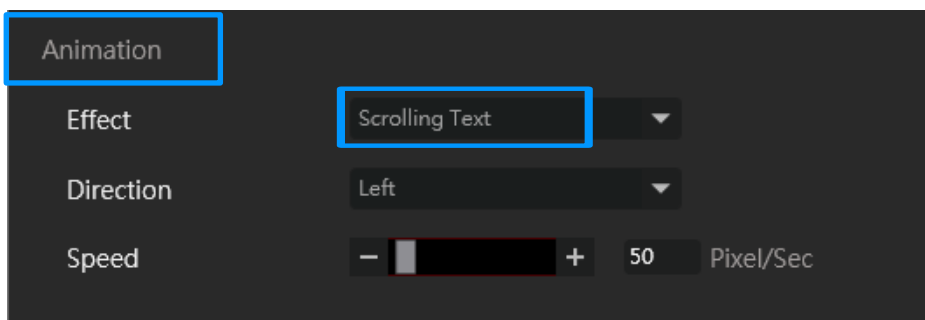 Animation
Effect Scrolling Text
Direction Left
Speed − + 50 Pixel/Sec